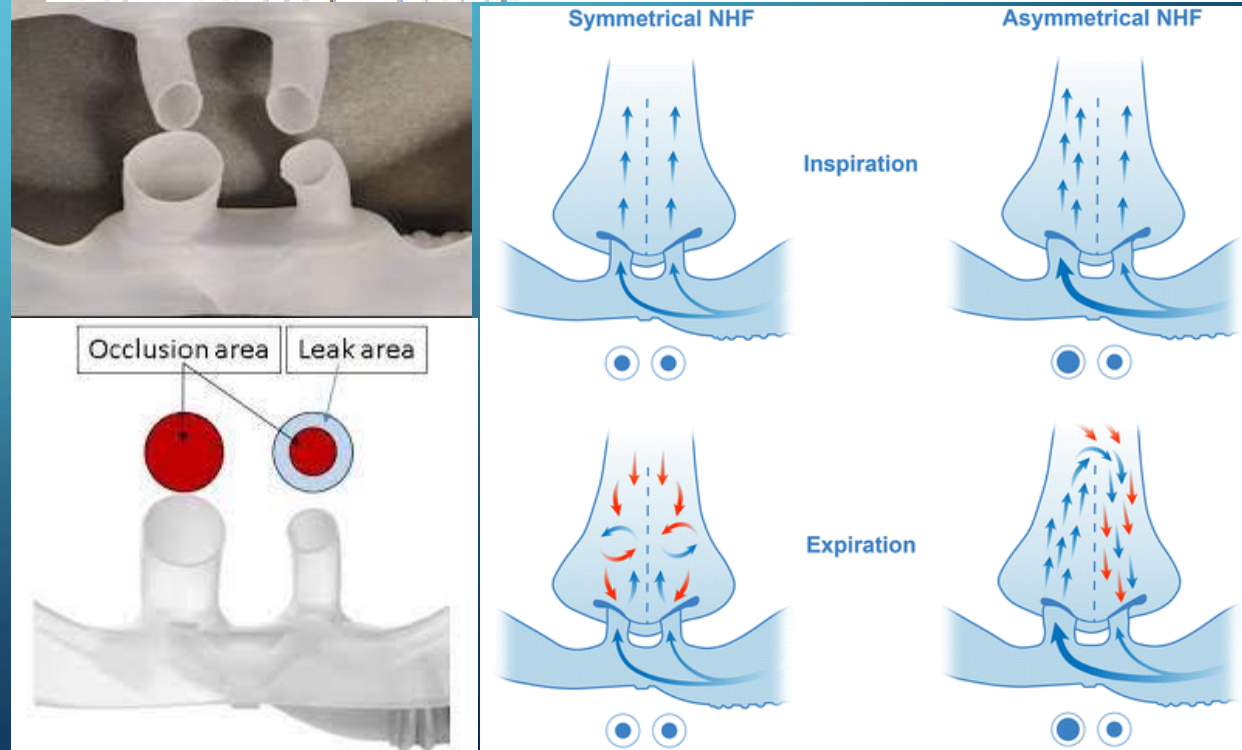 Symmetrical NHF
Asymmetrical NHF
Inspiration
Occlusion area
Leak area
Expiration